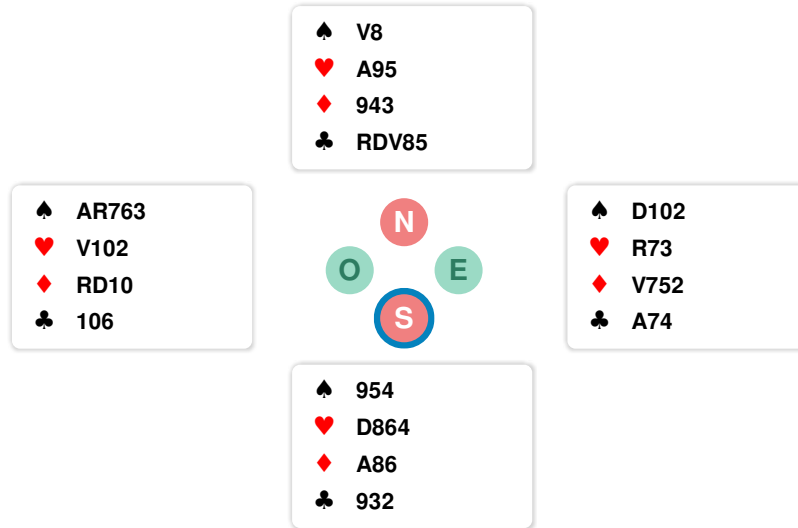 ♠ V8
♥ A95
♦ 943
♣ RDV85
♠ AR763
♥ V102
♦ RD10
♣ 106
N
O E
S
♠ D102
♥ R73
♦ V752
♣ A74
♠ 954
♥ D864
♦ A86
♣ 932